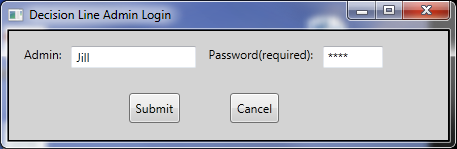 Decision Line Admin Login
Admin: Jill Password(required): ****
Submit Cancel